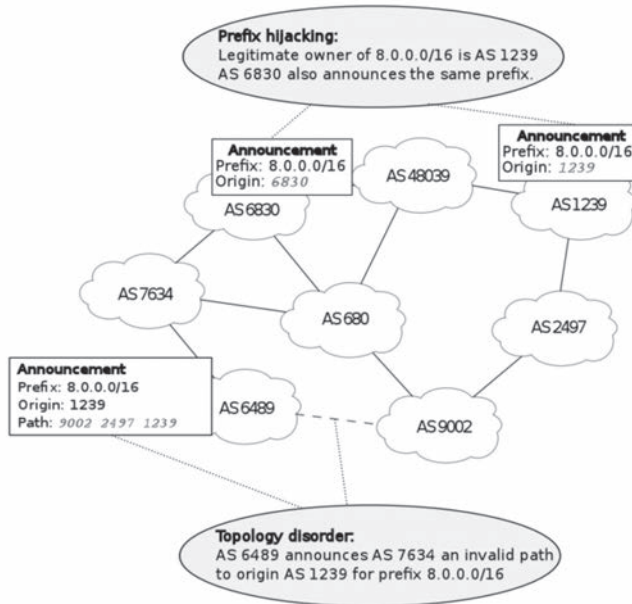 Prefix hijacking:
Legitimate owner of 8.0.0.0/16 is AS 1239
AS 6830 also announces the same prefix.
Announcement
Prefix: 8.0.0.0/16
Origin: 6830
Announcement
Prefix: 8.0.0.0/16
Origin: 1239
AS48039
AS6830
AS1239
AS7634
AS680
AS2497
Announcement
Prefix: 8.0.0.0/16
Origin: 1239
Path: 9002 2497 1239
AS6489
AS9002
Topology disorder:
AS 6489 announces AS 7634 an invalid path
to origin AS 1239 for prefix 8.0.0.0/16